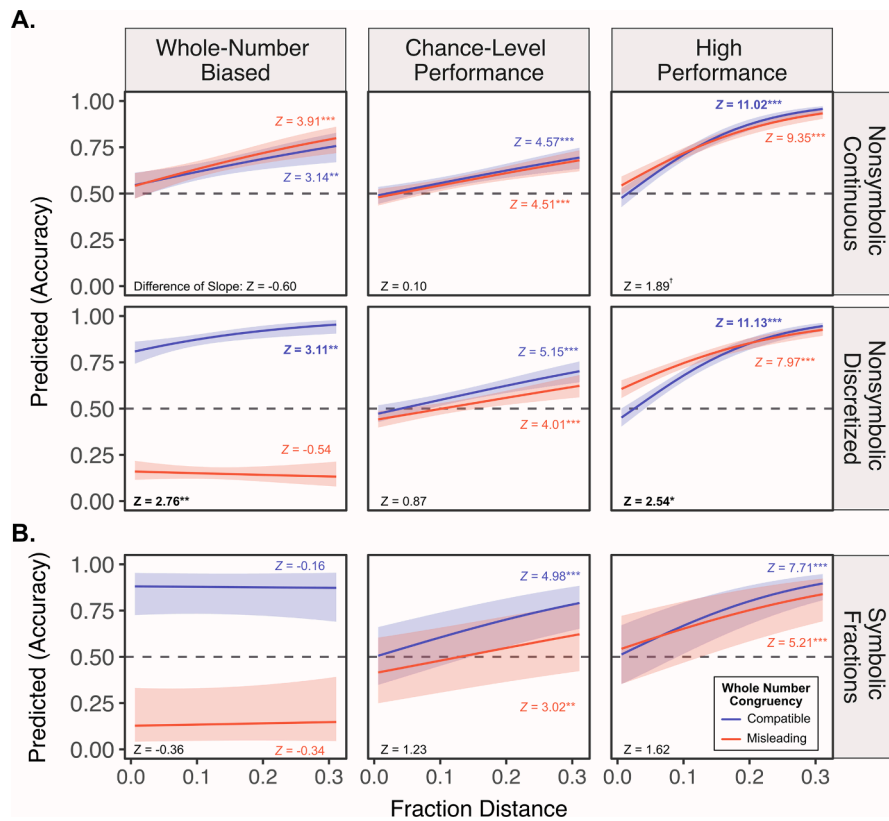 A.
Whole-Number
Biased
Chance-Level
Performance
High
Performance
Predicted (Accuracy)
1.00
0.75
0.50
0.25
0.00
Z = 3.91***
Z = 3.14**
Difference of Slope: Z = -0.60
Z = 4.57***
Z = 4.51***
Z = 0.10
Z = 11.02***
Z = 9.35***
Z = 1.89†
Nonsymbolic
Continuous
1.00
0.75
0.50
0.25
0.00
Z = 3.11**
Z = -0.54
Z = 2.76**
Z = 5.15***
Z = 4.01***
Z = 0.87
Z = 11.13***
Z = 7.97***
Z = 2.54*
Nonsymbolic
Discretized
B.
Predicted (Accuracy)
1.00
0.75
0.50
0.25
0.00
Z = -0.16
Z = -0.36
Z = -0.34
Z = 4.98***
Z = 3.02**
Z = 1.23
Z = 7.71***
Z = 5.21***
Whole Number
Congruency
Compatible
Misleading
Z = 1.62
Symbolic
Fractions
0.0 0.1 0.2 0.3
0.0 0.1 0.2 0.3
0.0 0.1 0.2 0.3
Fraction Distance